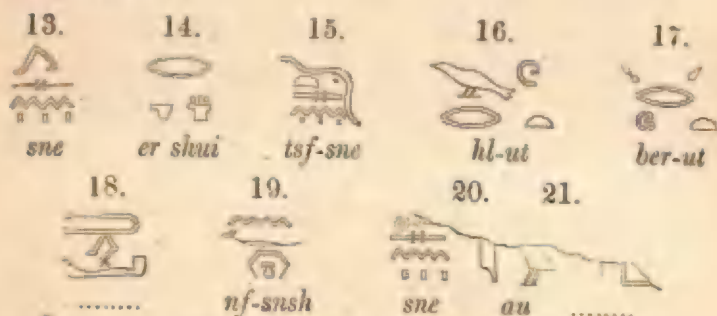 13. 14. 15. 16. 17.
sne er shui tsf-sne hl-ut ber-ut
18. 19. 20. 21.
........ nf-snsh sne au ........